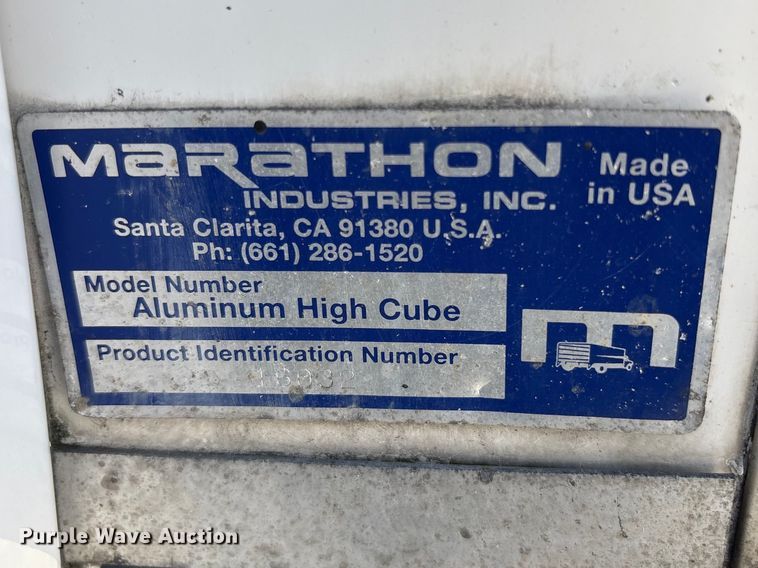 MARATHON
INDUSTRIES, INC.
Made
in USA
Santa Clarita, CA 91380 U.S.A.
Ph: (661) 286-1520
Model Number
Aluminum High Cube
Product Identification Number
m
Purple Wave Auction